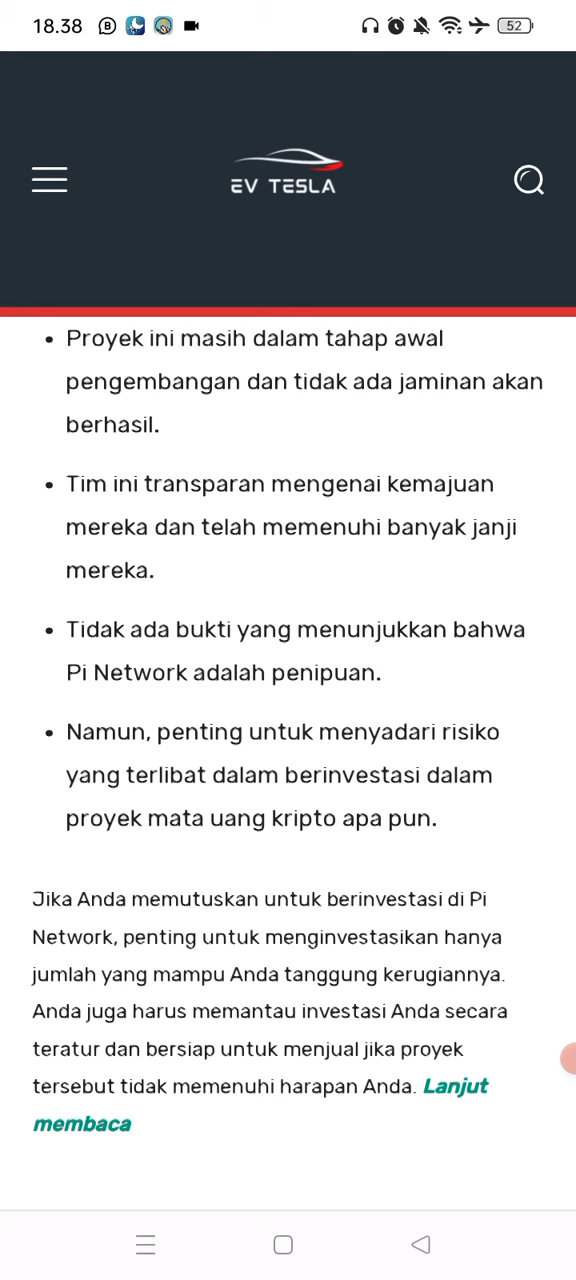 18.38
52
EV TESLA
• Proyek ini masih dalam tahap awal
pengembangan dan tidak ada jaminan akan
berhasil.
• Tim ini transparan mengenai kemajuan
mereka dan telah memenuhi banyak janji
mereka.
• Tidak ada bukti yang menunjukkan bahwa
Pi Network adalah penipuan.
• Namun, penting untuk menyadari risiko
yang terlibat dalam berinvestasi dalam
proyek mata uang kripto apa pun.
Jika Anda memutuskan untuk berinvestasi di Pi
Network, penting untuk menginvestasikan hanya
jumlah yang mampu Anda tanggung kerugiannya.
Anda juga harus memantau investasi Anda secara
teratur dan bersiap untuk menjual jika proyek
tersebut tidak memenuhi harapan Anda. Lanjut
membaca